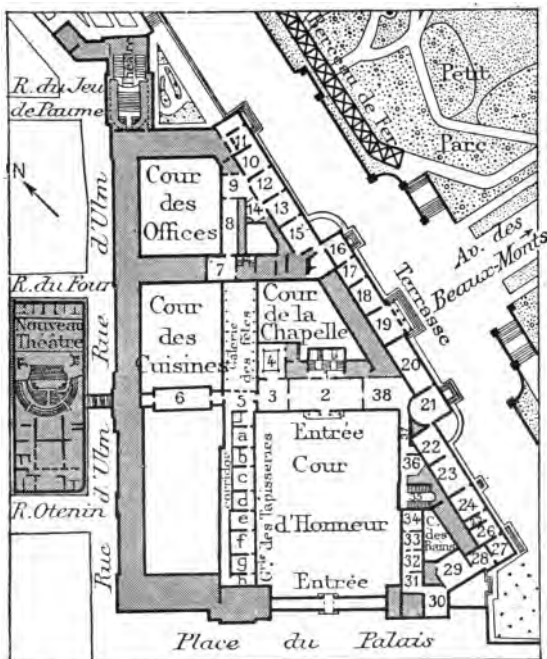 Théâtre
R. du Jeu
de Paume
Berceau de Fer
Petit
Parc
N
Rue d'Ulm
Cour
des
Offices
11
10
9
12
13
14
8
15
16
17
18
19
7
R. du Four
Nouveau
Théâtre
Terrasse
Av. des
Beaux-Monts
Cour
des
Cuisines
Galerie
des fêtes
Cour
de la
Chapelle
4
20
21
6
5
3
2
38
Entrée
Cour
d'Honneur
Entrée
37
22
36
23
35
24
26
27
28
29
34
33
32
31
30
C. des
Bains
a
b
c
d
e
f
g
h
corridor
Gie des Tapisseries
R. Otenin
Rue d'Ulm
Place du Palais